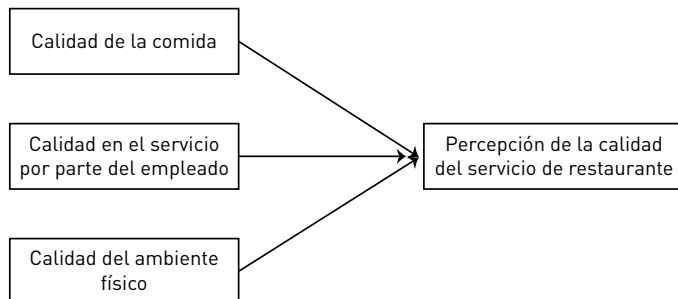 Calidad de la comida
Calidad en el servicio
por parte del empleado
Percepción de la calidad
del servicio de restaurante
Calidad del ambiente
físico